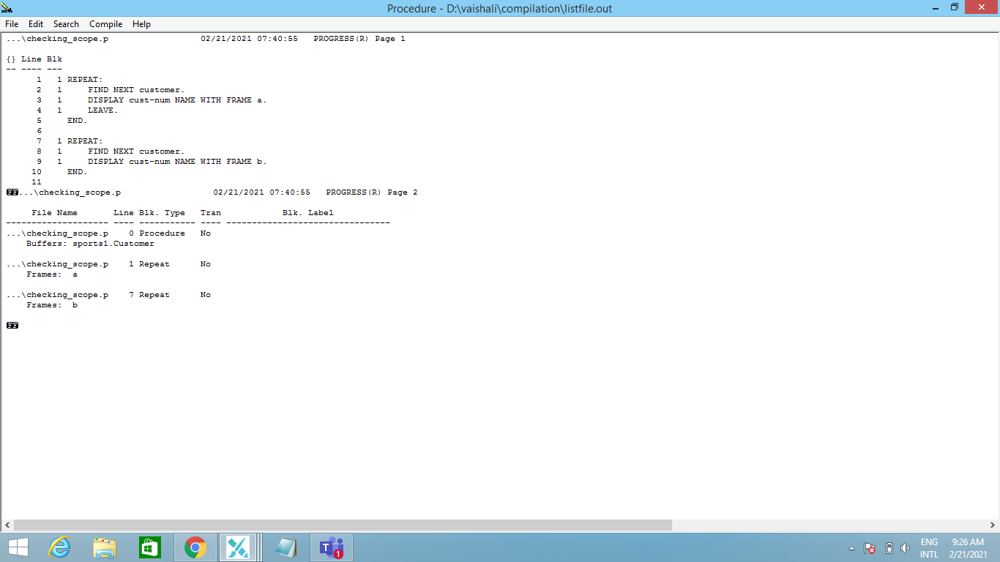 Procedure - D:\vaishali\compilation\listfile.out
File Edit Search Compile Help
...\checking_scope.p                  02/21/2021 07:40:55   PROGRESS(R) Page 1
{} Line Blk
-- ---- ---
      1   1 REPEAT:
      2   1     FIND NEXT customer.
      3   1     DISPLAY cust-num NAME WITH FRAME a.
      4   1     LEAVE.
      5     END.
      6
      7   1 REPEAT:
      8   1     FIND NEXT customer.
      9   1     DISPLAY cust-num NAME WITH FRAME b.
     10     END.
     11
FF...\checking_scope.p                  02/21/2021 07:40:55   PROGRESS(R) Page 2
     File Name       Line Blk. Type   Tran            Blk. Label
-------------------- ---- ----------- ---- --------------------------------
...\checking_scope.p    0 Procedure   No
    Buffers: sports1.Customer
...\checking_scope.p    1 Repeat      No
    Frames:  a
...\checking_scope.p    7 Repeat      No
    Frames:  b
FF
T 1
ENG 9:26 AM
INTL 2/21/2021